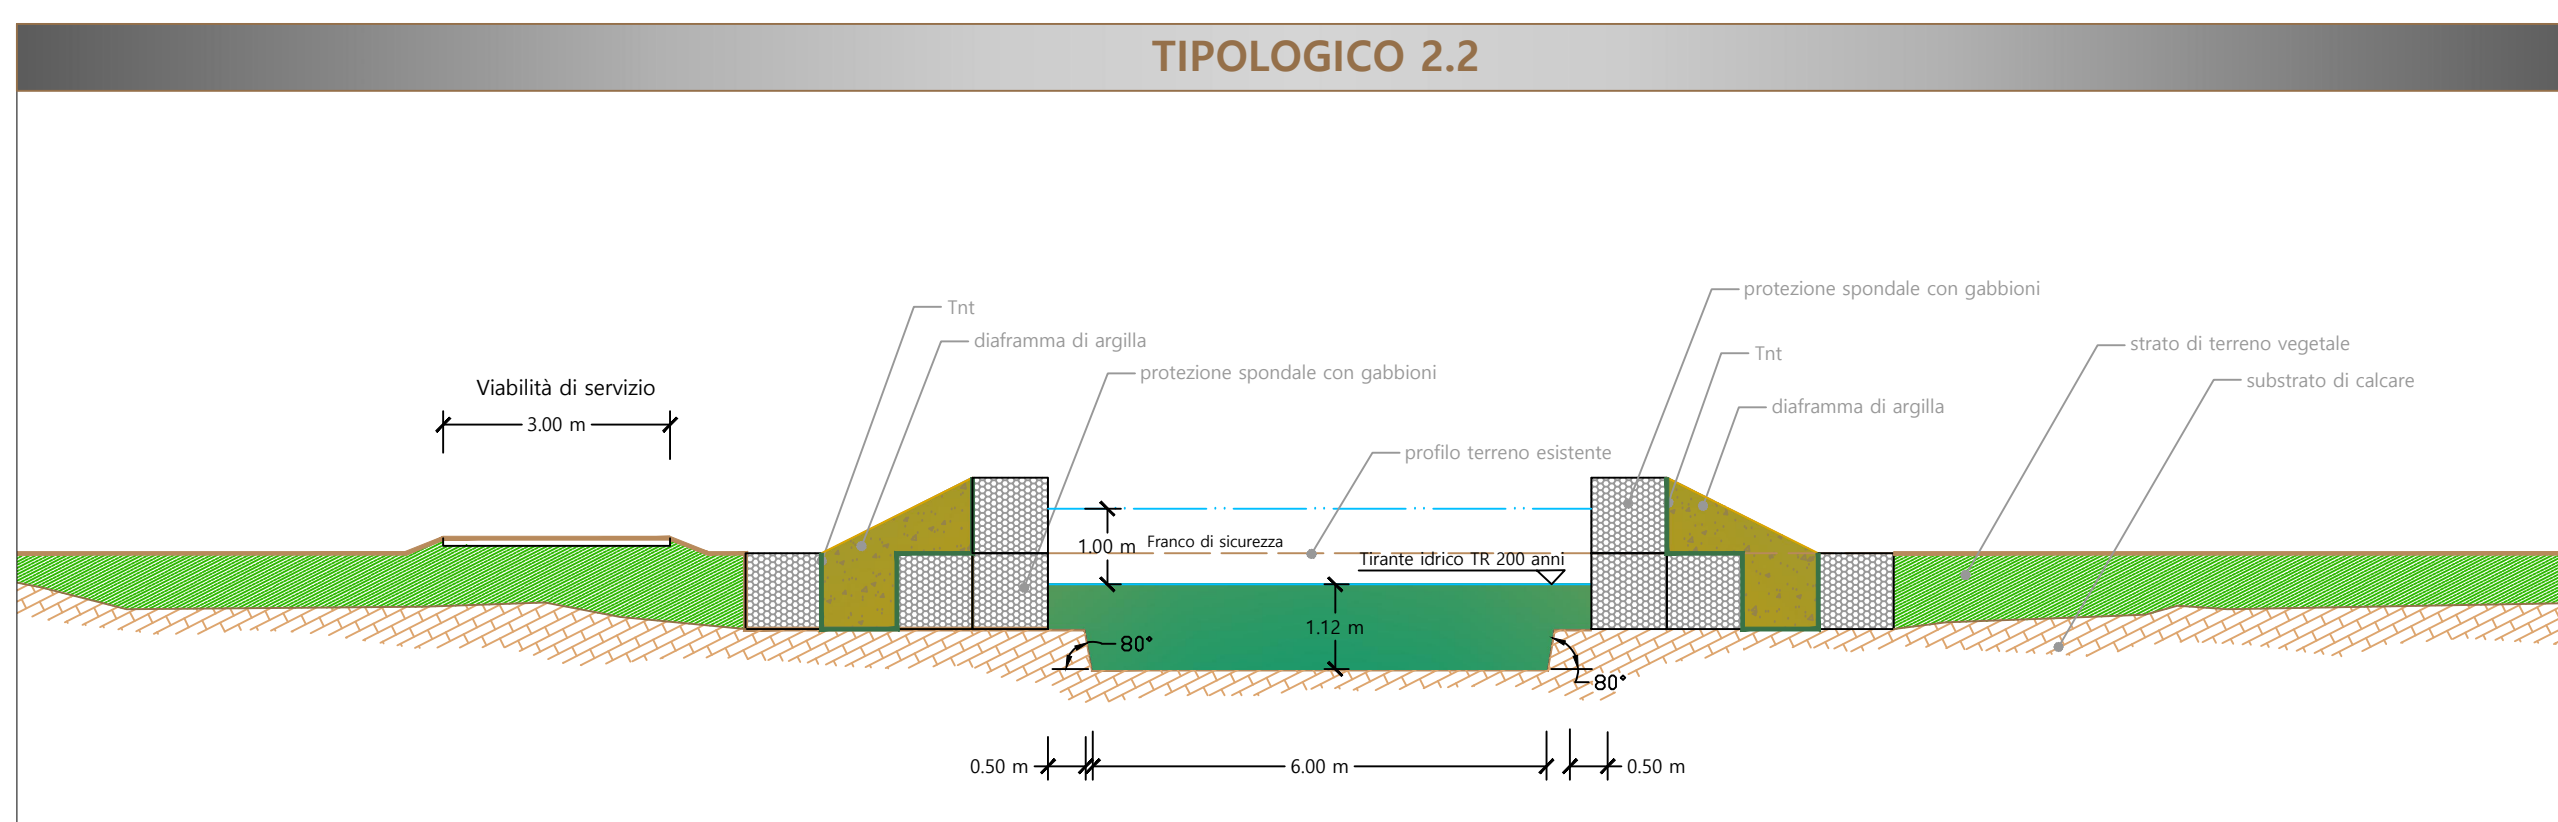 TIPOLOGICO 2.2
protezione spondale con gabbioni
Tnt
diaframma di argilla
strato di terreno vegetale
Tnt
protezione spondale con gabbioni
substrato di calcare
Viabilità di servizio
diaframma di argilla
3.00 m
profilo terreno esistente
1.00 m
Franco di sicurezza
Tirante idrico TR 200 anni
1.12 m
80°
80°
0.50 m
6.00 m
0.50 m